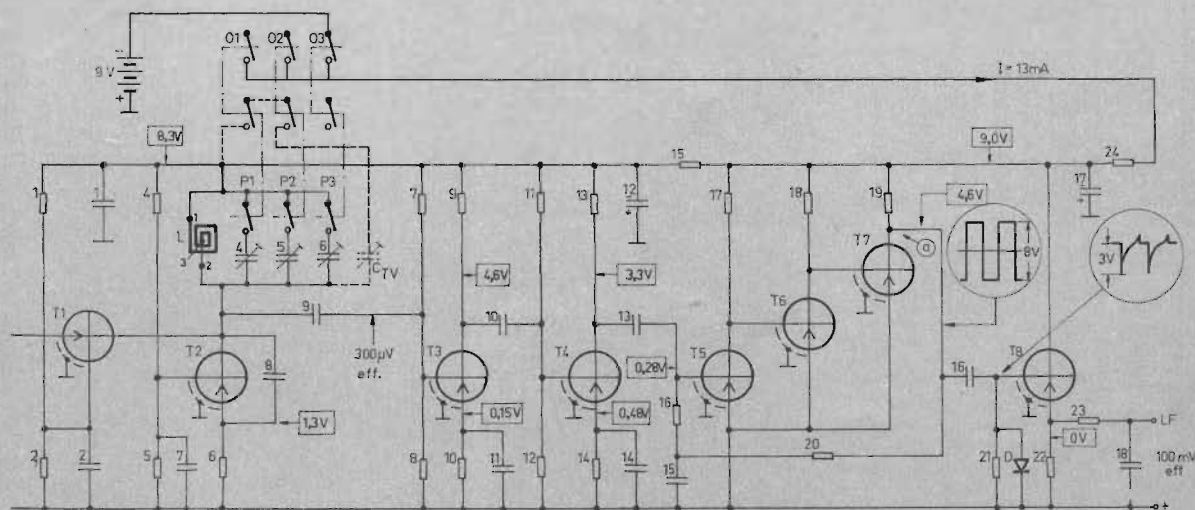 O1 O2 O3
- 9V +
I = 13mA
8,3V
15
9,0V
24
1 1 4 P1 P2 P3 7 9 11 13 12 17 18 19 4,6V 17
+ +
L 1 3 2
4 5 6 CTV
4,6V 3,3V
T7 a 8V 3V
T1 9 10 13 T6
T2 300µV eff. T3 T4 0,28V T5 16 T8
8 16
1,3V 0,15V 0,48V 23 LF
20 0V
2 2 5 7 6 8 10 11 12 14 14 15 21 D 22 18 100 mV eff
+